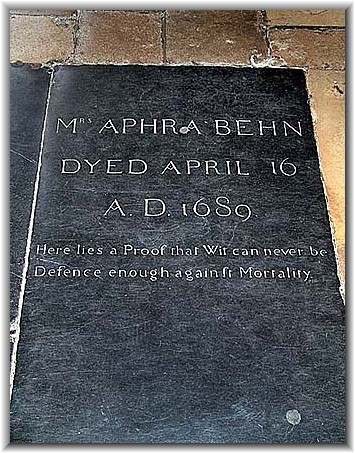 Mrs APHRA BEHN
DYED APRIL 16
A.D.1689.
Here lies a Proof that Wit can never be
Defence enough againſt Mortality.